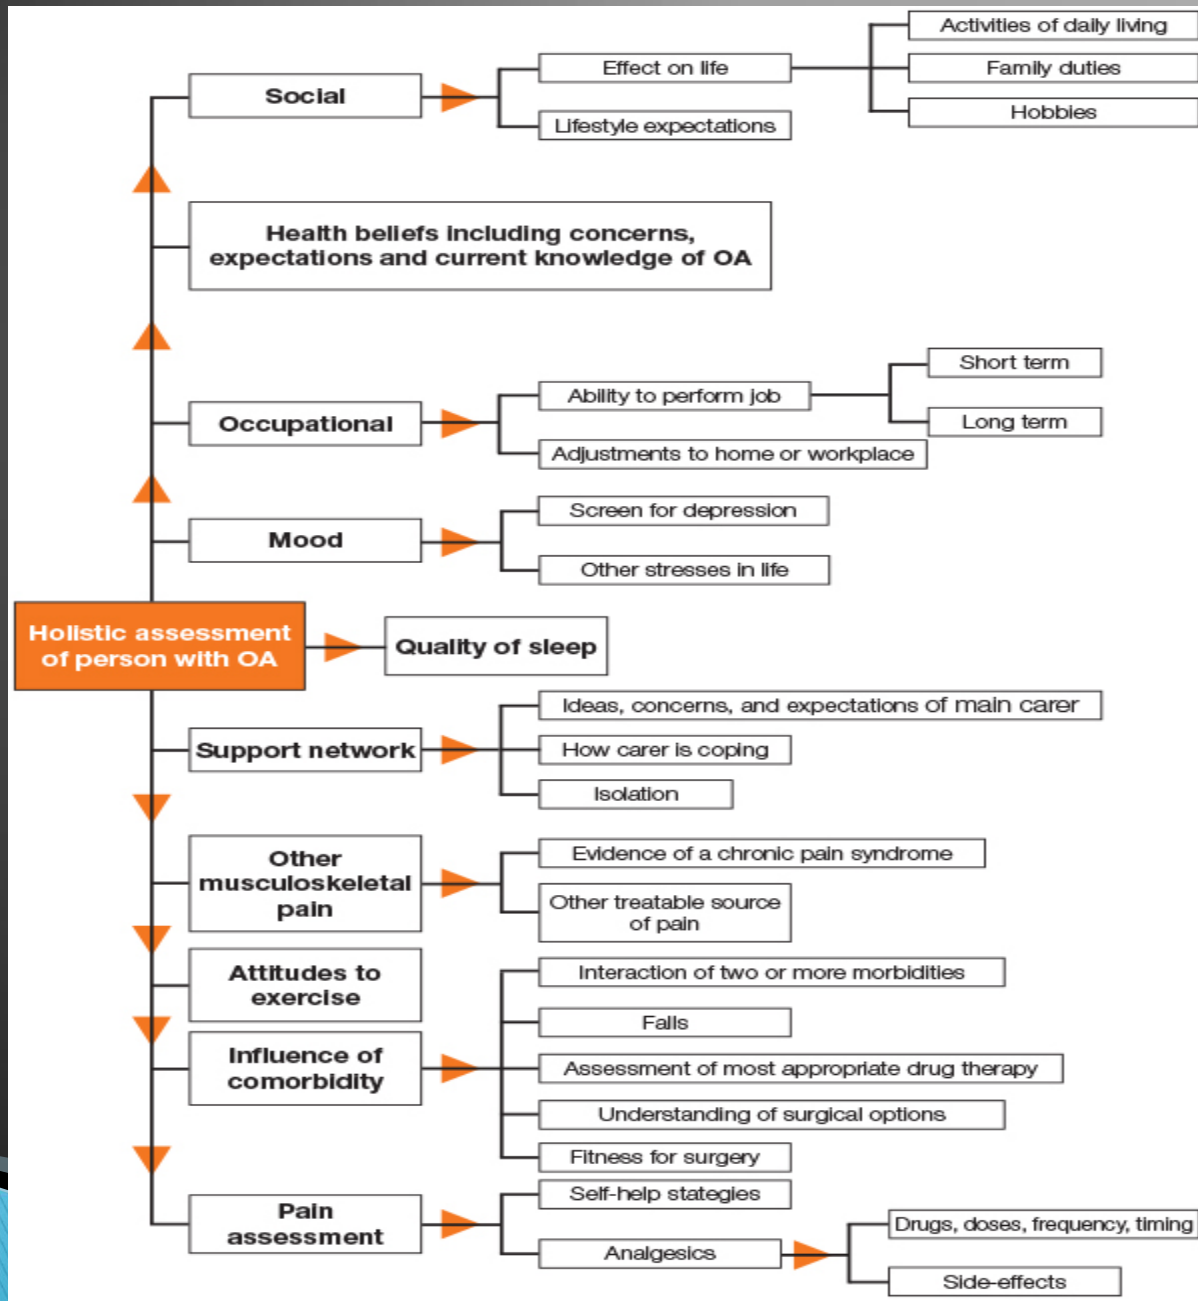 Activities of daily living
Effect on life
Family duties
Social
Hobbies
Lifestyle expectations
Health beliefs including concerns,
expectations and current knowledge of OA
Short term
Ability to perform job
Occupational
Long term
Adjustments to home or workplace
Screen for depression
Mood
Other stresses in life
Holistic assessment
of person with OA
Quality of sleep
Ideas, concerns, and expectations of main carer
Support network
How carer is coping
Isolation
Other
musculoskeletal
pain
Evidence of a chronic pain syndrome
Other treatable source
of pain
Attitudes to
exercise
Interaction of two or more morbidities
Falls
Influence of
comorbidity
Assessment of most appropriate drug therapy
Understanding of surgical options
Fitness for surgery
Self-help stategies
Pain
assessment
Analgesics
Drugs, doses, frequency, timing
Side-effects